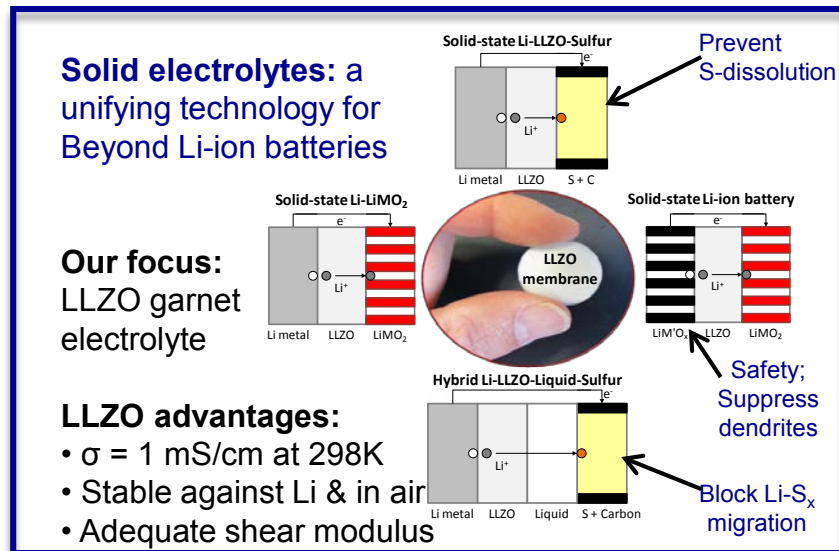 Solid electrolytes: a
unifying technology for
Beyond Li-ion batteries
Solid-state Li-LLZO-Sulfur
e⁻
Li⁺
Li metal LLZO S + C
Prevent
S-dissolution
Solid-state Li-LiMO₂
e⁻
Li⁺
Li metal LLZO LiMO₂
LLZO
membrane
Solid-state Li-ion battery
e⁻
Li⁺
LiM'Oₓ LLZO LiMO₂
Safety;
Suppress
dendrites
Our focus:
LLZO garnet
electrolyte
Hybrid Li-LLZO-Liquid-Sulfur
e⁻
Li⁺
Li metal LLZO Liquid S + Carbon
Block Li-Sₓ
migration
LLZO advantages:
• σ = 1 mS/cm at 298K
• Stable against Li & in air
• Adequate shear modulus